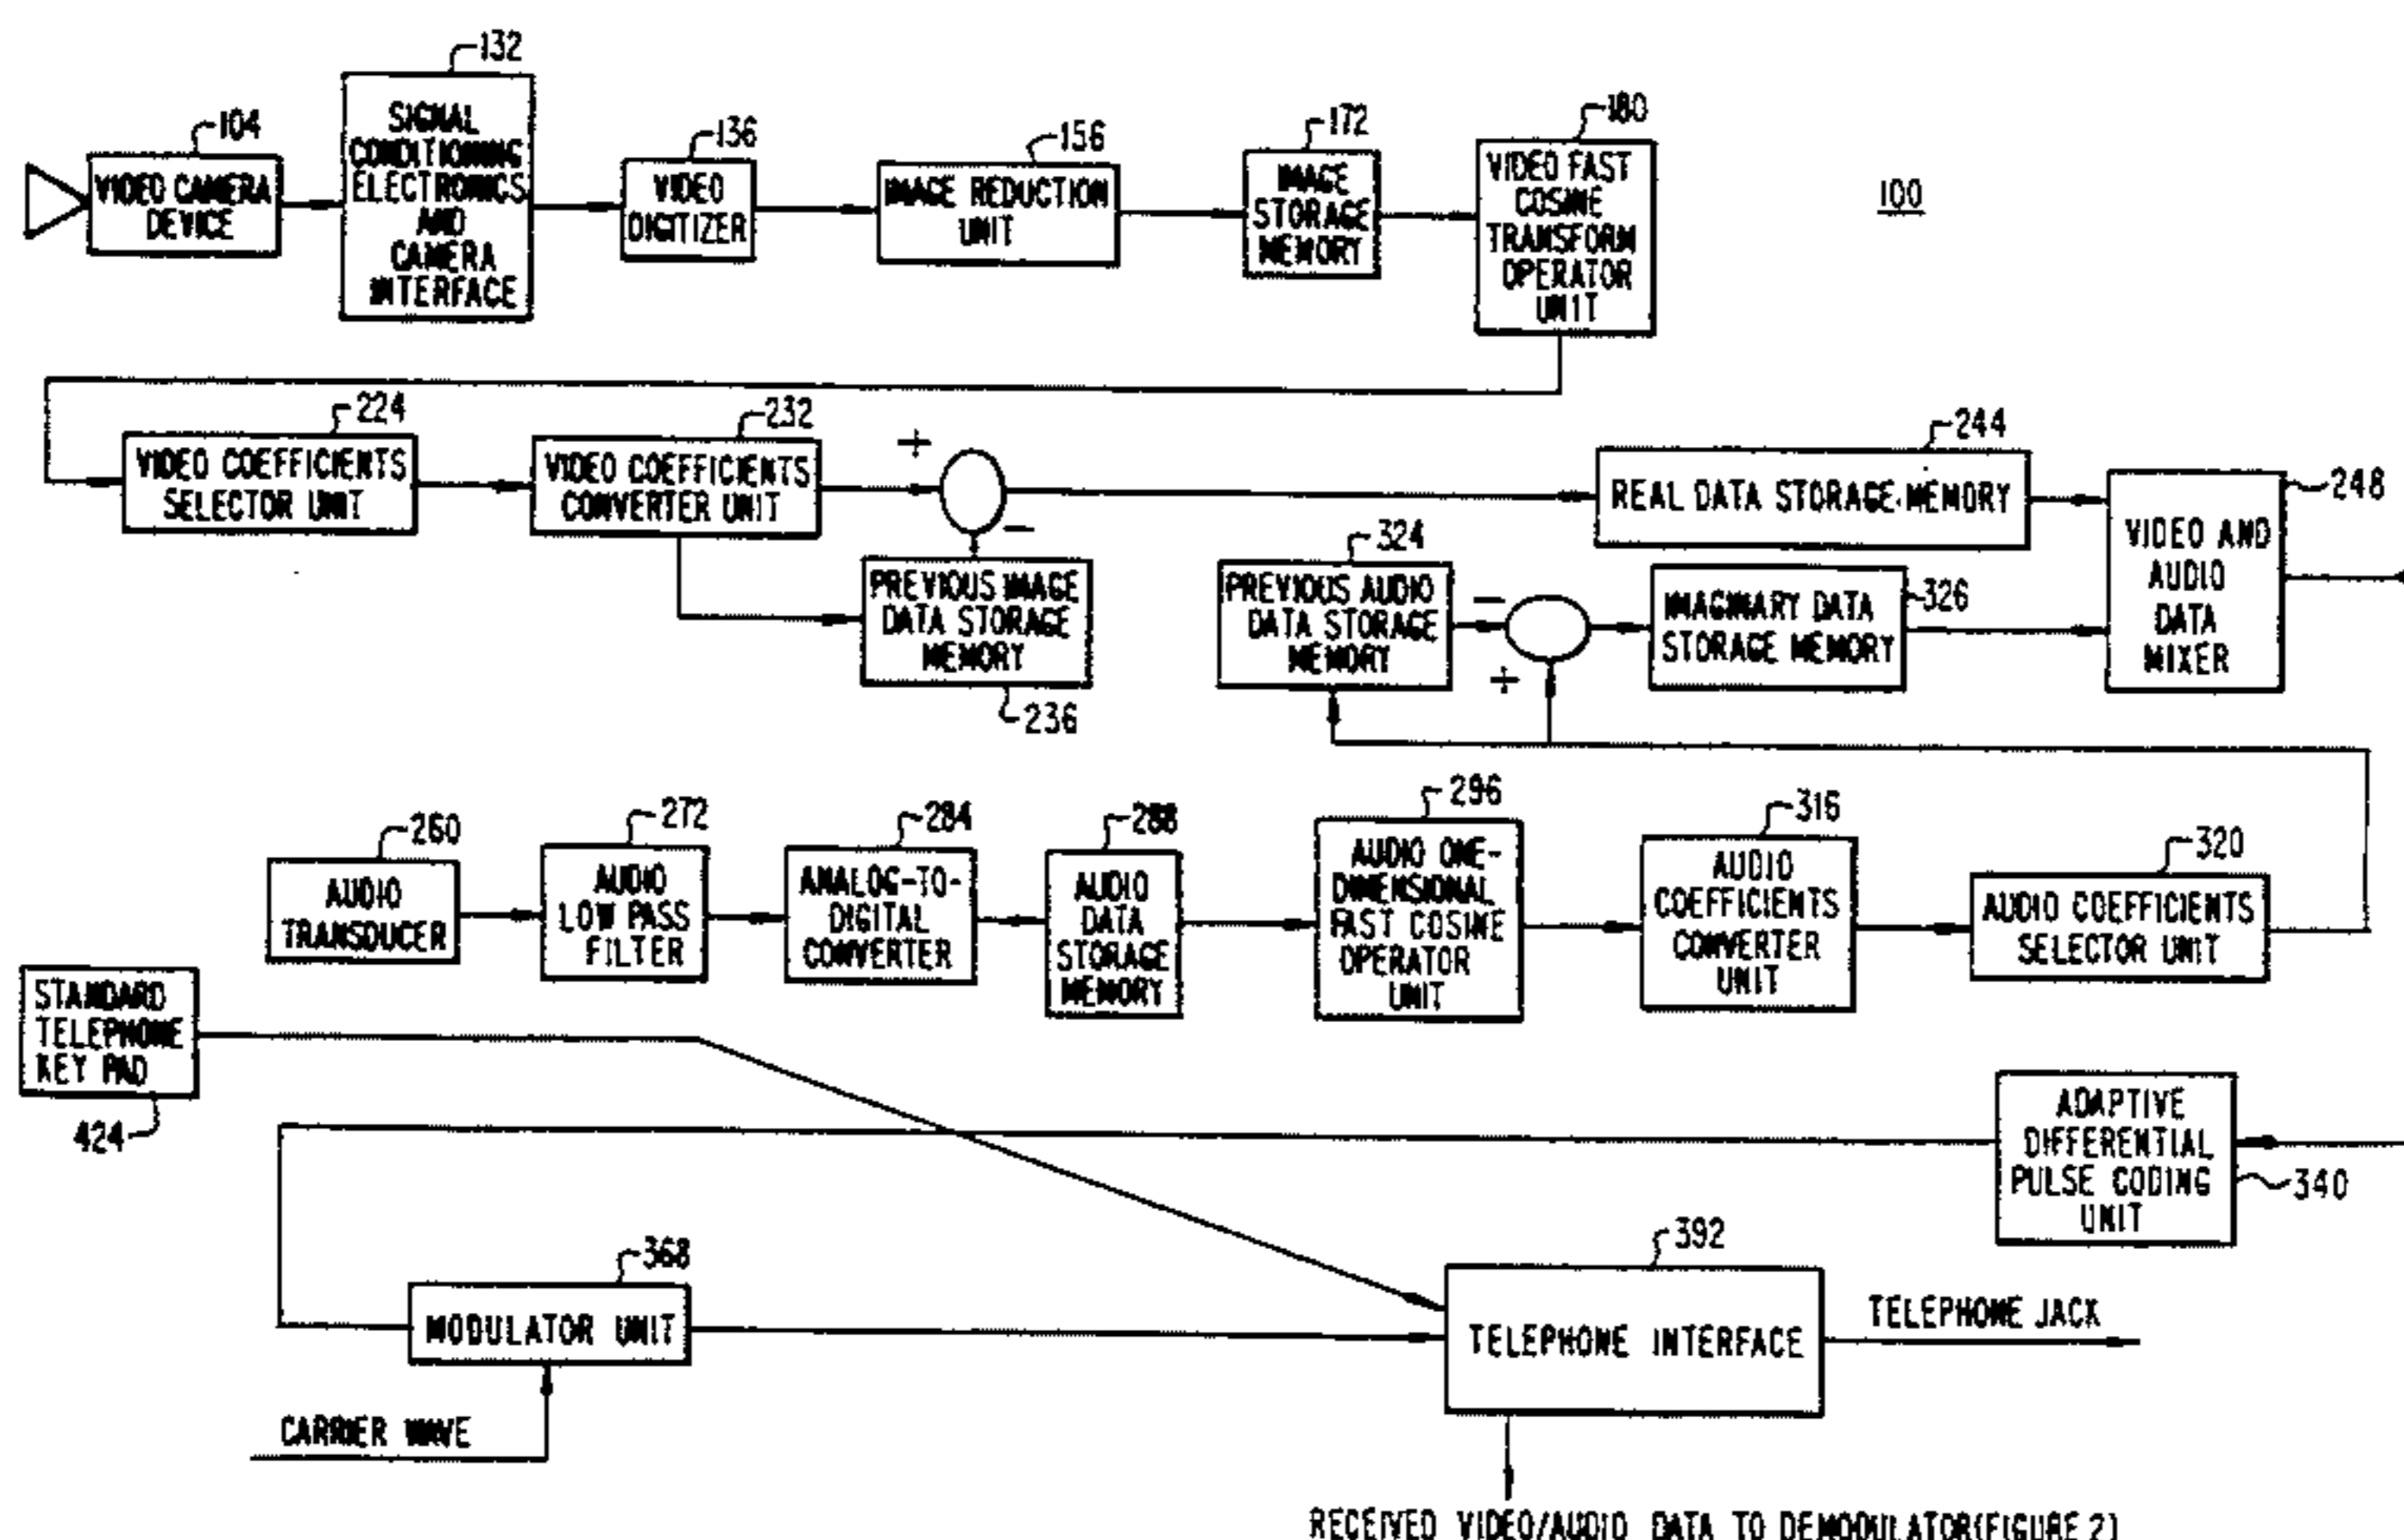 132
104
VIDEO CAMERA
DEVICE
SIGNAL
CONDITIONING
ELECTRONICS
AND
CAMERA
INTERFACE
136
VIDEO
DIGITIZER
156
IMAGE REDUCTION
UNIT
172
IMAGE
STORAGE
MEMORY
180
VIDEO FAST
COSINE
TRANSFORM
OPERATOR
UNIT
100
224
VIDEO COEFFICIENTS
SELECTOR UNIT
232
VIDEO COEFFICIENTS
CONVERTER UNIT
+
−
PREVIOUS IMAGE
DATA STORAGE
MEMORY
236
244
REAL DATA STORAGE MEMORY
248
VIDEO AND
AUDIO
DATA
MIXER
324
PREVIOUS AUDIO
DATA STORAGE
MEMORY
−
+
326
IMAGINARY DATA
STORAGE MEMORY
260
AUDIO
TRANSDUCER
272
AUDIO
LOW PASS
FILTER
284
ANALOG-TO-
DIGITAL
CONVERTER
288
AUDIO
DATA
STORAGE
MEMORY
296
AUDIO ONE-
DIMENSIONAL
FAST COSINE
OPERATOR
UNIT
316
AUDIO
COEFFICIENTS
CONVERTER
UNIT
320
AUDIO COEFFICIENTS
SELECTOR UNIT
STANDARD
TELEPHONE
KEY PAD
424
ADAPTIVE
DIFFERENTIAL
PULSE CODING
UNIT
340
368
MODULATOR UNIT
CARRIER WAVE
392
TELEPHONE INTERFACE
TELEPHONE JACK
RECEIVED VIDEO/AUDIO DATA TO DEMODULATOR(FIGURE 2)